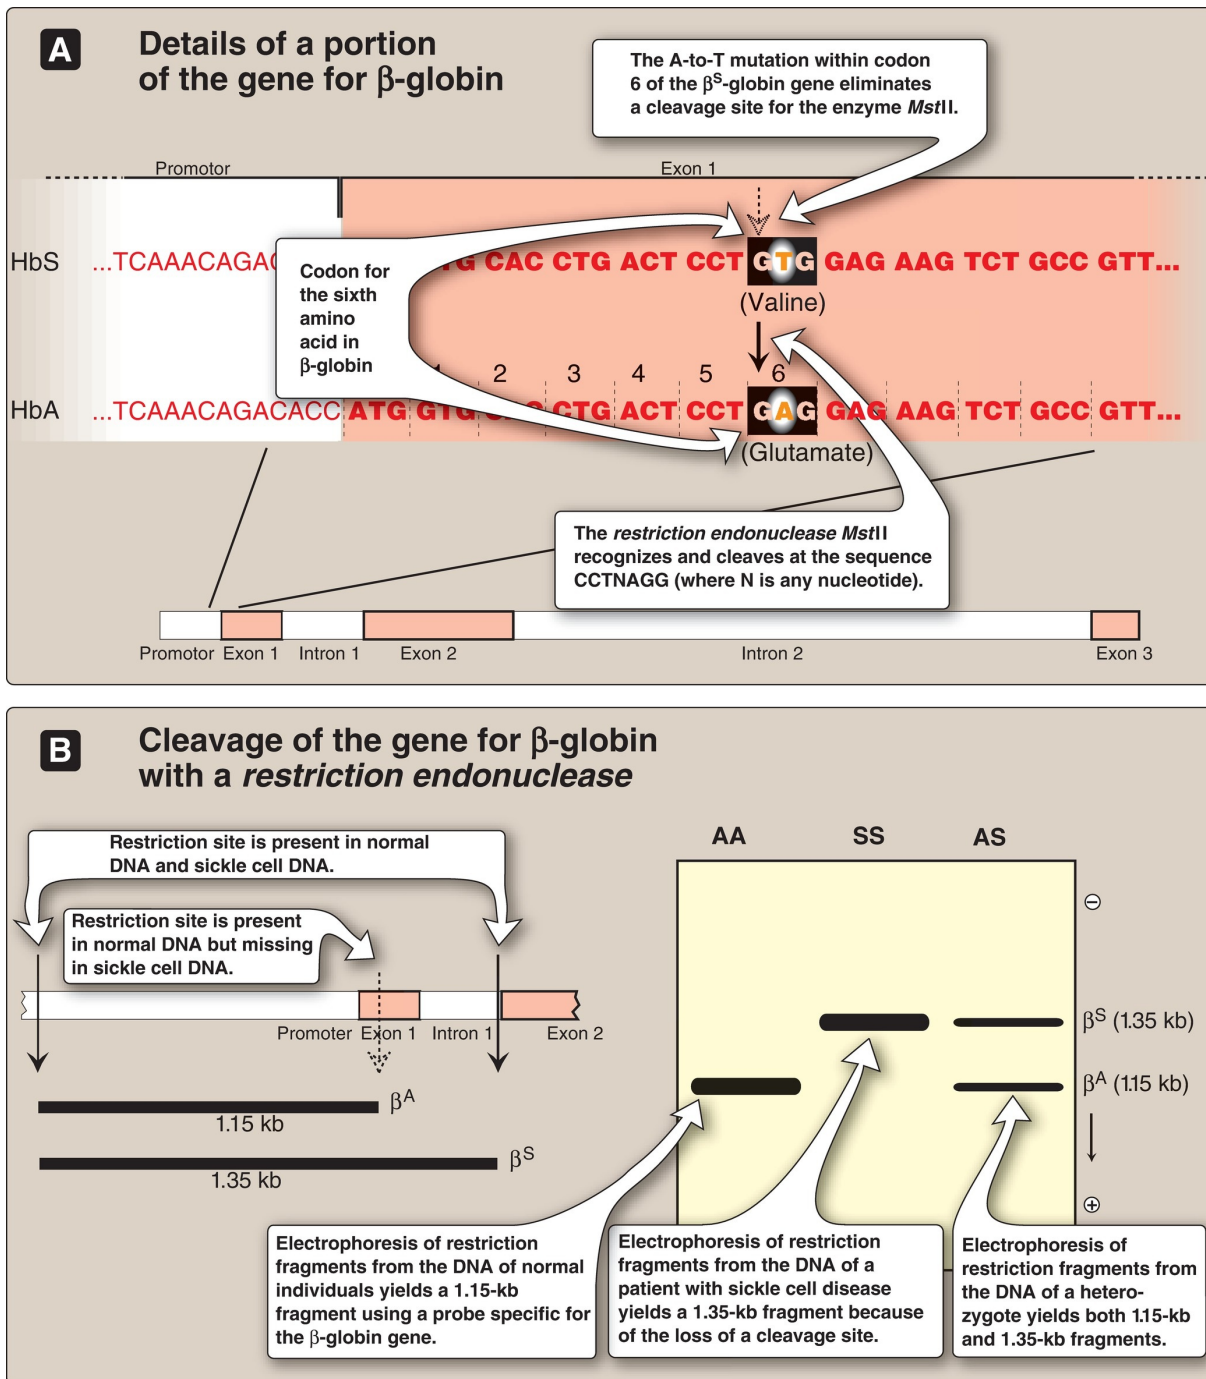 A
Details of a portion
of the gene for β-globin
The A-to-T mutation within codon
6 of the βS-globin gene eliminates
a cleavage site for the enzyme MstII.
Promotor
Exon 1
HbS ...TCAAACAGAC TG CAC CTG ACT CCT GTG GAG AAG TCT GCC GTT...
(Valine)
Codon for
the sixth
amino
acid in
β-globin
2 3 4 5 6
HbA ...TCAAACAGACACC ATG GTG CAC CTG ACT CCT GAG GAG AAG TCT GCC GTT...
(Glutamate)
The restriction endonuclease MstII
recognizes and cleaves at the sequence
CCTNAGG (where N is any nucleotide).
Promotor Exon 1 Intron 1 Exon 2 Intron 2 Exon 3
B
Cleavage of the gene for β-globin
with a restriction endonuclease
Restriction site is present in normal
DNA and sickle cell DNA.
Restriction site is present
in normal DNA but missing
in sickle cell DNA.
Promoter Exon 1 Intron 1 Exon 2
βA
1.15 kb
βS
1.35 kb
AA SS AS
−
βS (1.35 kb)
βA (1.15 kb)
+
Electrophoresis of restriction
fragments from the DNA of normal
individuals yields a 1.15-kb
fragment using a probe specific for
the β-globin gene.
Electrophoresis of restriction
fragments from the DNA of a
patient with sickle cell disease
yields a 1.35-kb fragment because
of the loss of a cleavage site.
Electrophoresis of
restriction fragments from
the DNA of a hetero-
zygote yields both 1.15-kb
and 1.35-kb fragments.